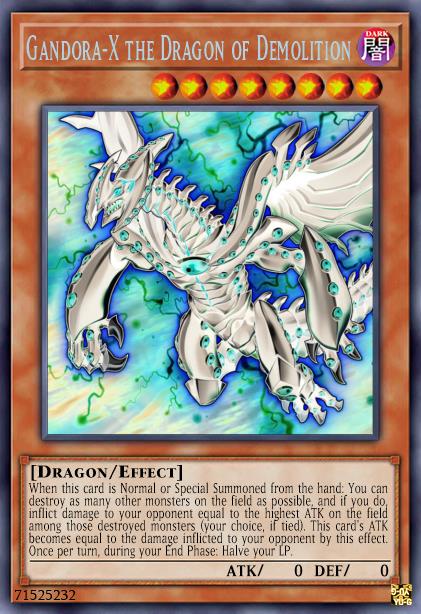 GANDORA-X THE DRAGON OF DEMOLITION
DARK
闇
[DRAGON/EFFECT]
When this card is Normal or Special Summoned from the hand: You can
destroy as many other monsters on the field as possible, and if you do,
inflict damage to your opponent equal to the highest ATK on the field
among those destroyed monsters (your choice, if tied). This card's ATK
becomes equal to the damage inflicted to your opponent by this effect.
Once per turn, during your End Phase: Halve your LP.
ATK/ 0 DEF/ 0
71525232